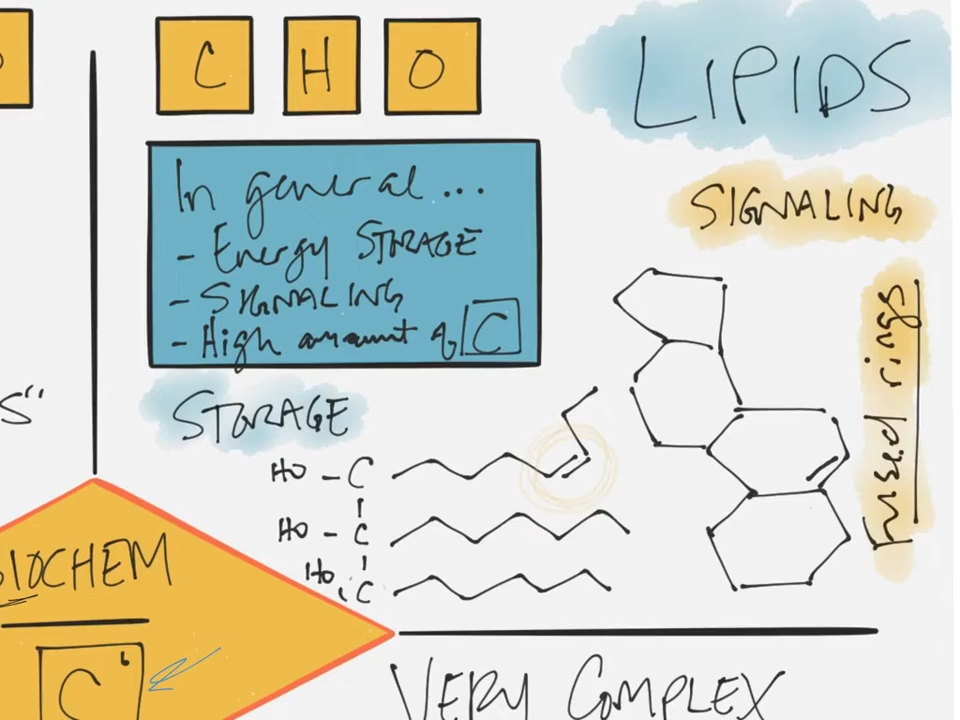 C H O
LIPIDS
In general...
- Energy STORAGE
- SIGNALING
- High amount of C
SIGNALING
Fused rings
STORAGE
HO - C
HO - C
HO C
S"
BIOCHEM
C 6
VERY COMPLEX